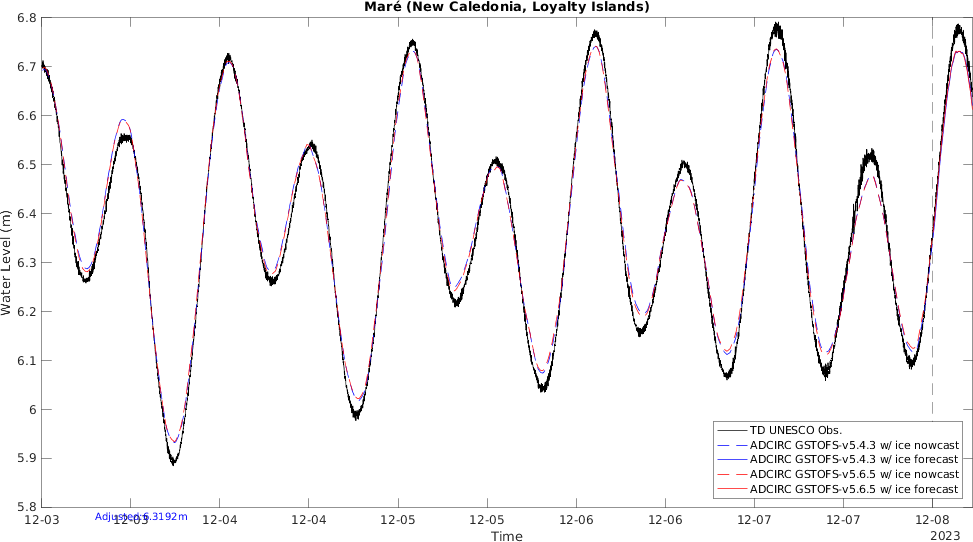 Maré (New Caledonia, Loyalty Islands)
6.8
6.7
6.6
6.5
6.4
6.3
6.2
6.1
6
5.9
5.8
Water Level (m)
TD UNESCO Obs.
ADCIRC GSTOFS-v5.4.3 w/ ice nowcast
ADCIRC GSTOFS-v5.4.3 w/ ice forecast
ADCIRC GSTOFS-v5.6.5 w/ ice nowcast
ADCIRC GSTOFS-v5.6.5 w/ ice forecast
Adjusted:6.3192m
12-03 12-03 12-04 12-04 12-05 12-05 12-06 12-06 12-07 12-07 12-08
Time
2023